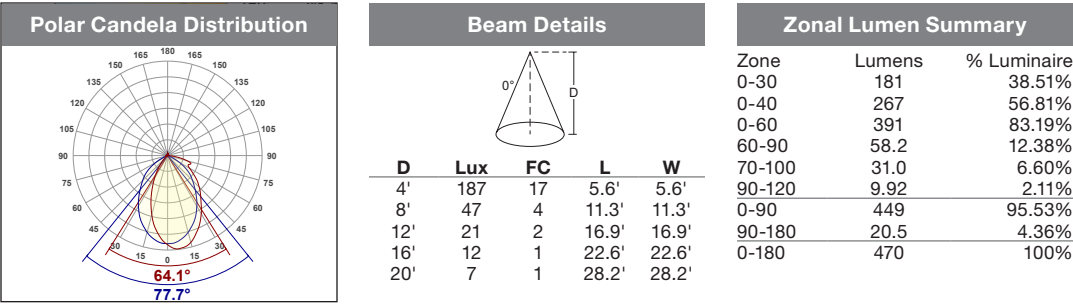 Polar Candela Distribution
180
165 165
150 150
135 135
120 120
105 105
90 90
75 75
60 60
45 45
30 30
15 0 15
64.1°
77.7°
Beam Details
0° D
D Lux FC L W
4' 187 17 5.6' 5.6'
8' 47 4 11.3' 11.3'
12' 21 2 16.9' 16.9'
16' 12 1 22.6' 22.6'
20' 7 1 28.2' 28.2'
Zonal Lumen Summary
Zone Lumens % Luminaire
0-30 181 38.51%
0-40 267 56.81%
0-60 391 83.19%
60-90 58.2 12.38%
70-100 31.0 6.60%
90-120 9.92 2.11%
0-90 449 95.53%
90-180 20.5 4.36%
0-180 470 100%